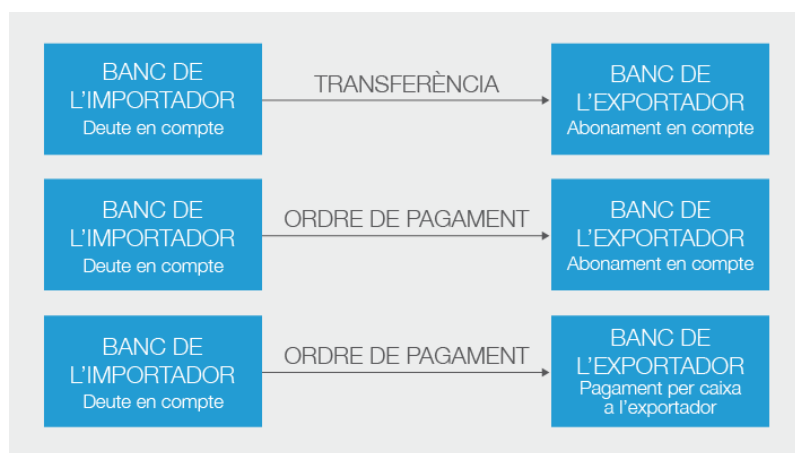 BANC DE
L'IMPORTADOR
Deute en compte
TRANSFERÈNCIA
BANC DE
L'EXPORTADOR
Abonament en compte
BANC DE
L'IMPORTADOR
Deute en compte
ORDRE DE PAGAMENT
BANC DE
L'EXPORTADOR
Abonament en compte
BANC DE
L'IMPORTADOR
Deute en compte
ORDRE DE PAGAMENT
BANC DE
L'EXPORTADOR
Pagament per caixa
a l'exportador